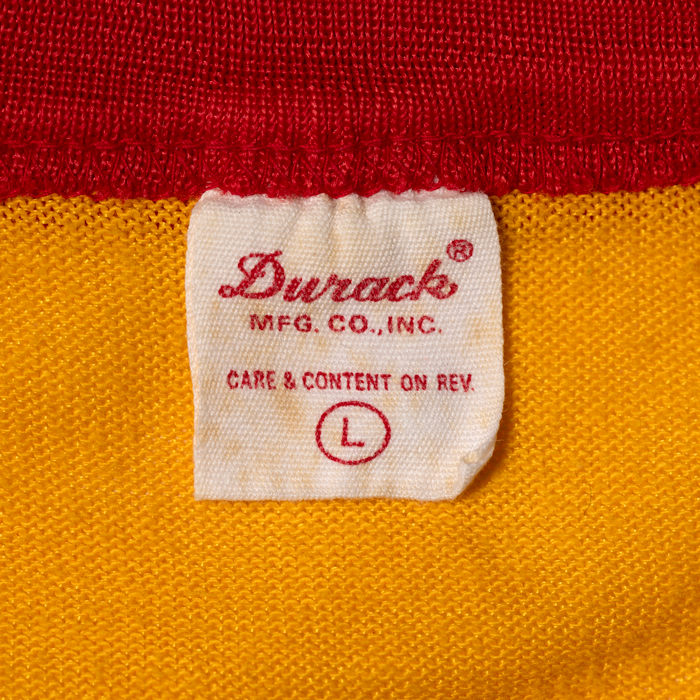 Durack®
MFG. CO., INC.
CARE & CONTENT ON REV.
L